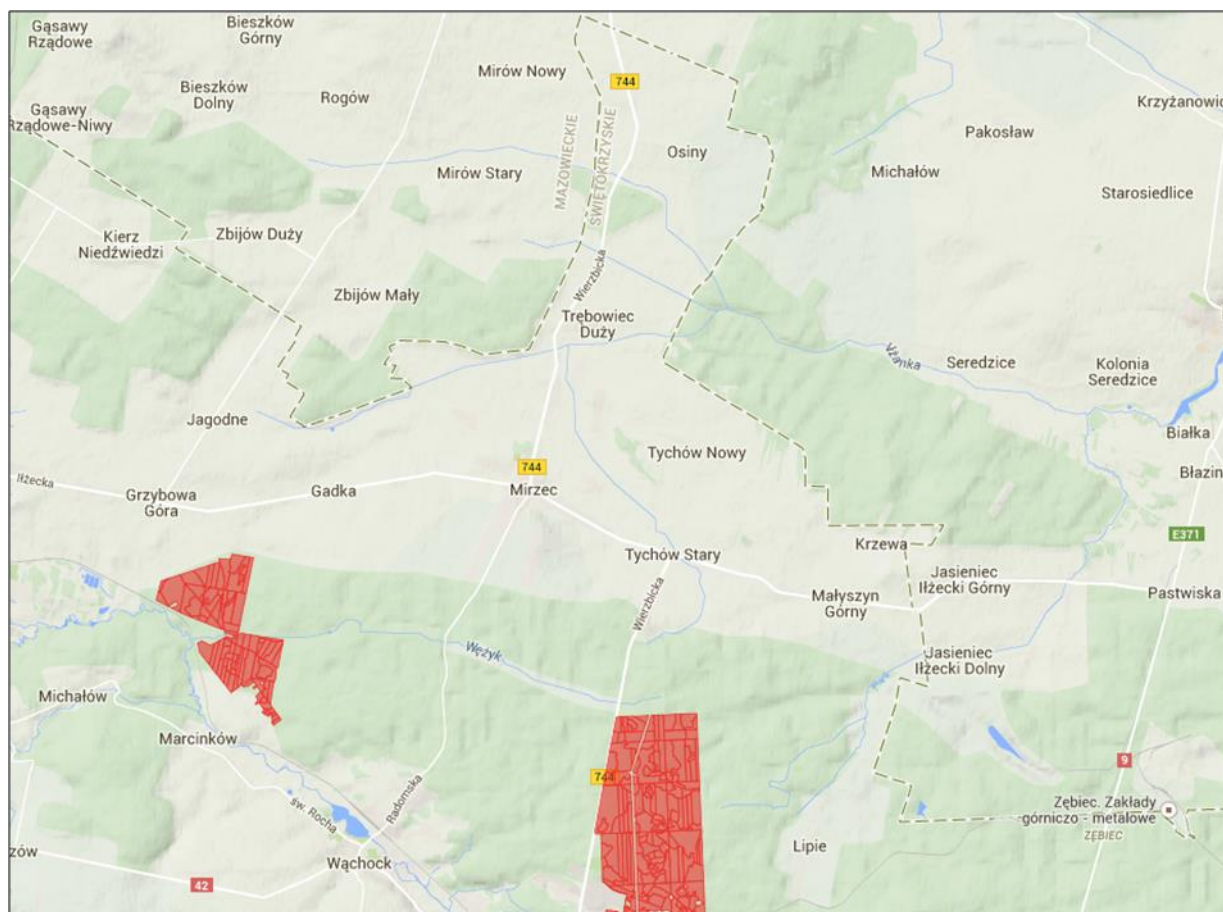 Gąsawy
Rządowe
Bieszków
Górny
Mirów Nowy
744
Bieszków
Dolny
Rogów
Gąsawy
Rządowe-Niwy
Krzyżanowic
Pakosław
MAZOWIECKIE
ŚWIĘTOKRZYSKIE
Osiny
Mirów Stary
Michałów
Starosiedlice
Kierz
Niedźwiedzi
Zbijów Duży
Wierzbicka
Zbijów Mały
Trębowiec
Duży
Iłżanka
Seredzice
Kolonia
Seredzice
Jagodne
Białka
Tychów Nowy
744
Iłżecka
Grzybowa
Góra
Gadka
Mirzec
Błazin
E371
Krzewa
Tychów Stary
Jasieniec
Iłżecki Górny
Małyszyn
Górny
Pastwiska
Wierzbicka
Wężyk
Jasieniec
Iłżecki Dolny
Michałów
Marcinków
744
9
Radomska
św. Rocha
Zębiec. Zakłady
górniczo - metalowe
ZĘBIEC
Lipie
zów
Wąchock
42